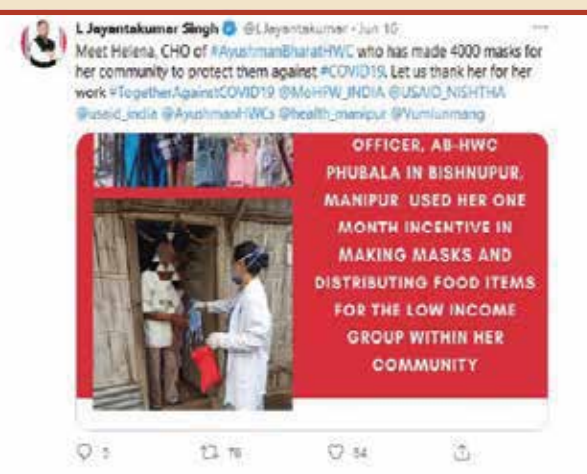 L Jayentakumar Singh @LJayentakumar · Jun 10
Meet Helena, CHO of #AyushmanBharatHWC who has made 4000 masks for
her community to protect them against #COVID19. Let us thank her for her
work #TogetherAgainstCOVID19 @MoHFW_INDIA @USAID_NISHTHA
@usaid_india @AyushmanHWCs @health_manipur @Vumlunmang
OFFICER, AB-HWC
PHUBALA IN BISHNUPUR,
MANIPUR USED HER ONE
MONTH INCENTIVE IN
MAKING MASKS AND
DISTRIBUTING FOOD ITEMS
FOR THE LOW INCOME
GROUP WITHIN HER
COMMUNITY